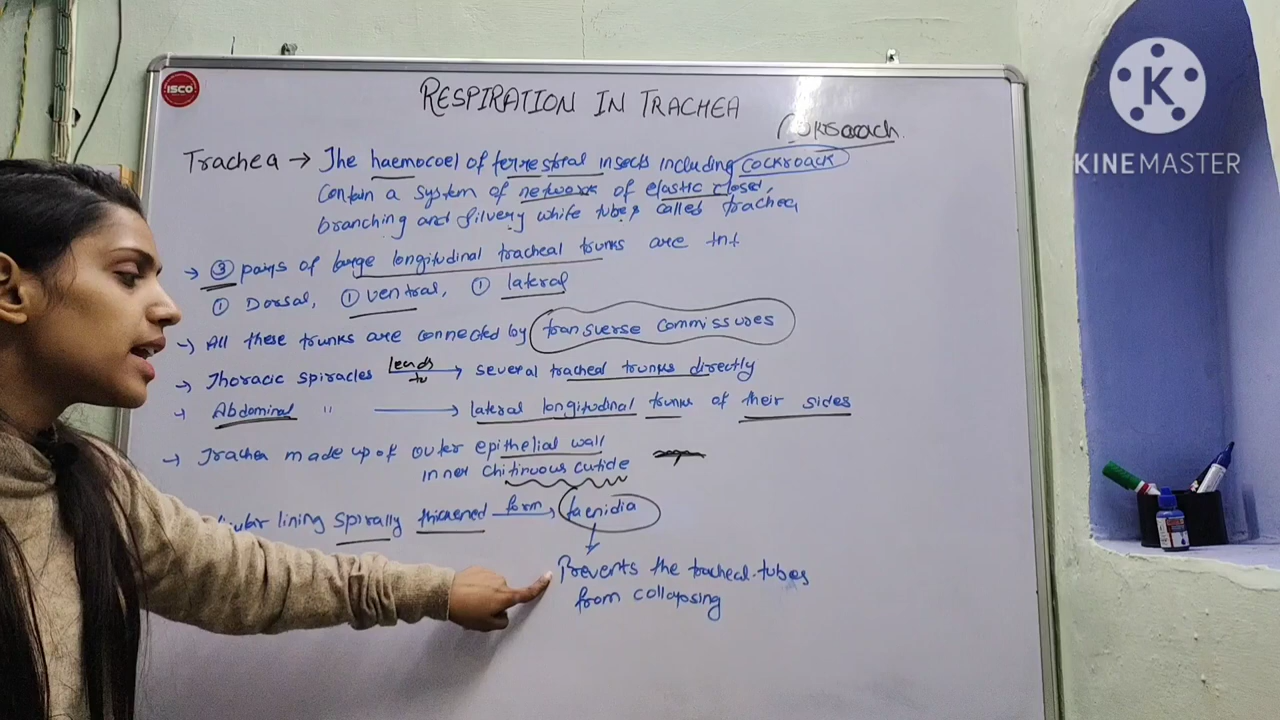 ISCO
RESPIRATION IN TRACHEA
K
KINEMASTER
Trachea → The haemocoel of terrestrial insects including cockroach
contain a system of network of elastic closed,
branching and silvery white tubes called trachea
→ ③ pairs of large longitudinal tracheal trunks are
① Dorsal, ① ventral, ① lateral
→ All these trunks are connected by transverse commissures
→ Thoracic spiracles leads to → several tracheal trunks directly
→ Abdominal " → lateral longitudinal trunks of their sides
→ Trachea made up of outer epithelial wall
inner chitinuous cuticle
lining spirally thickened form → taenidia
Prevents the tracheal tubes
from collapsing